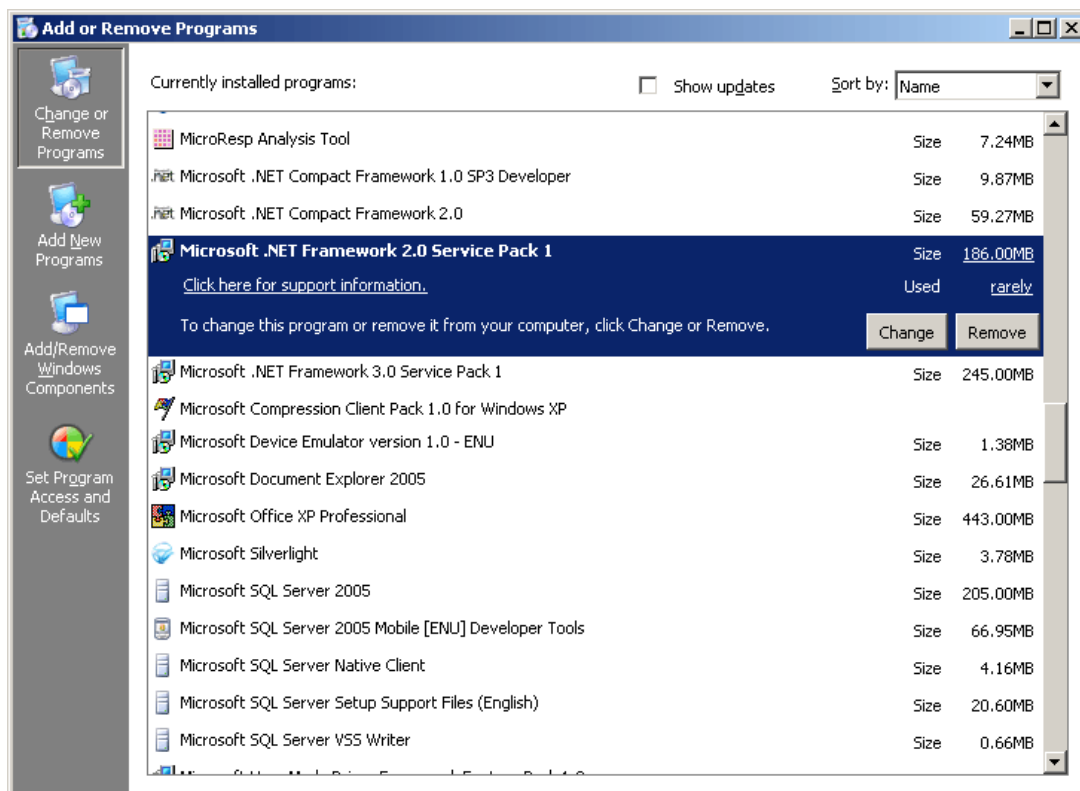 Add or Remove Programs
Change or
Remove
Programs
Add New
Programs
Add/Remove
Windows
Components
Set Program
Access and
Defaults
Currently installed programs:
Show updates
Sort by: Name
MicroResp Analysis Tool Size 7.24MB
.net Microsoft .NET Compact Framework 1.0 SP3 Developer Size 9.87MB
.net Microsoft .NET Compact Framework 2.0 Size 59.27MB
Microsoft .NET Framework 2.0 Service Pack 1 Size 186.00MB
Click here for support information. Used rarely
To change this program or remove it from your computer, click Change or Remove. Change Remove
Microsoft .NET Framework 3.0 Service Pack 1 Size 245.00MB
Microsoft Compression Client Pack 1.0 for Windows XP
Microsoft Device Emulator version 1.0 - ENU Size 1.38MB
Microsoft Document Explorer 2005 Size 26.61MB
Microsoft Office XP Professional Size 443.00MB
Microsoft Silverlight Size 3.78MB
Microsoft SQL Server 2005 Size 205.00MB
Microsoft SQL Server 2005 Mobile [ENU] Developer Tools Size 66.95MB
Microsoft SQL Server Native Client Size 4.16MB
Microsoft SQL Server Setup Support Files (English) Size 20.60MB
Microsoft SQL Server VSS Writer Size 0.66MB